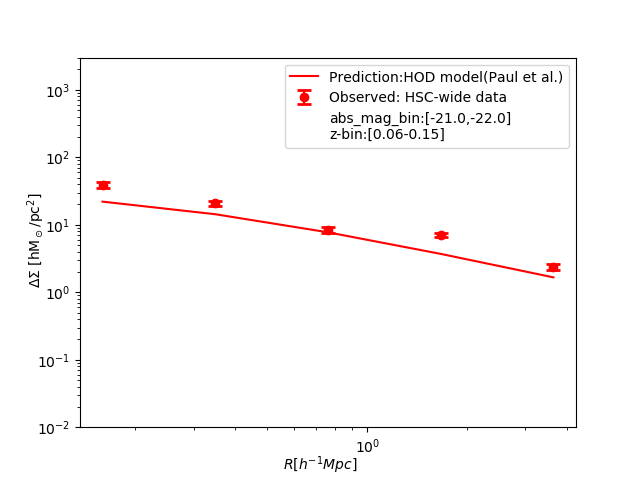 Prediction:HOD model(Paul et al.)
Observed: HSC-wide data
abs_mag_bin:[-21.0,-22.0]
z-bin:[0.06-0.15]
10³
10²
10¹
10⁰
10⁻¹
10⁻²
ΔΣ [hM⊙/pc²]
10⁰
R[h⁻¹Mpc]